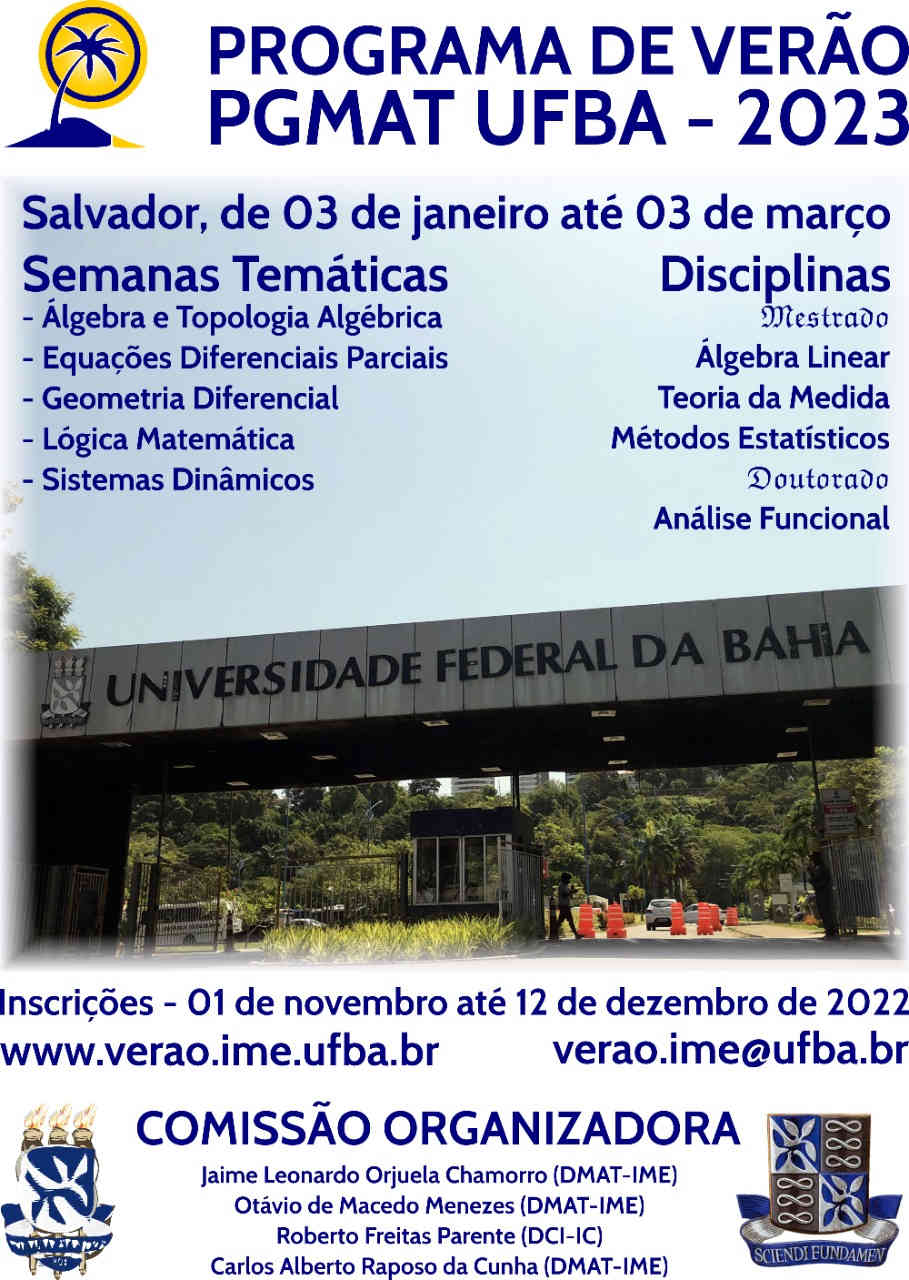 PROGRAMA DE VERÃO
PGMAT UFBA - 2023
Salvador, de 03 de janeiro até 03 de março
Semanas Temáticas
- Álgebra e Topologia Algébrica
- Equações Diferenciais Parciais
- Geometria Diferencial
- Lógica Matemática
- Sistemas Dinâmicos
Disciplinas
Mestrado
Álgebra Linear
Teoria da Medida
Métodos Estatísticos
Doutorado
Análise Funcional
UNIVERSIDADE FEDERAL DA BAHIA
Inscrições - 01 de novembro até 12 de dezembro de 2022
www.verao.ime.ufba.br
verao.ime@ufba.br
COMISSÃO ORGANIZADORA
Jaime Leonardo Orjuela Chamorro (DMAT-IME)
Otávio de Macedo Menezes (DMAT-IME)
Roberto Freitas Parente (DCI-IC)
Carlos Alberto Raposo da Cunha (DMAT-IME)
SCIENDI FUNDAMEN